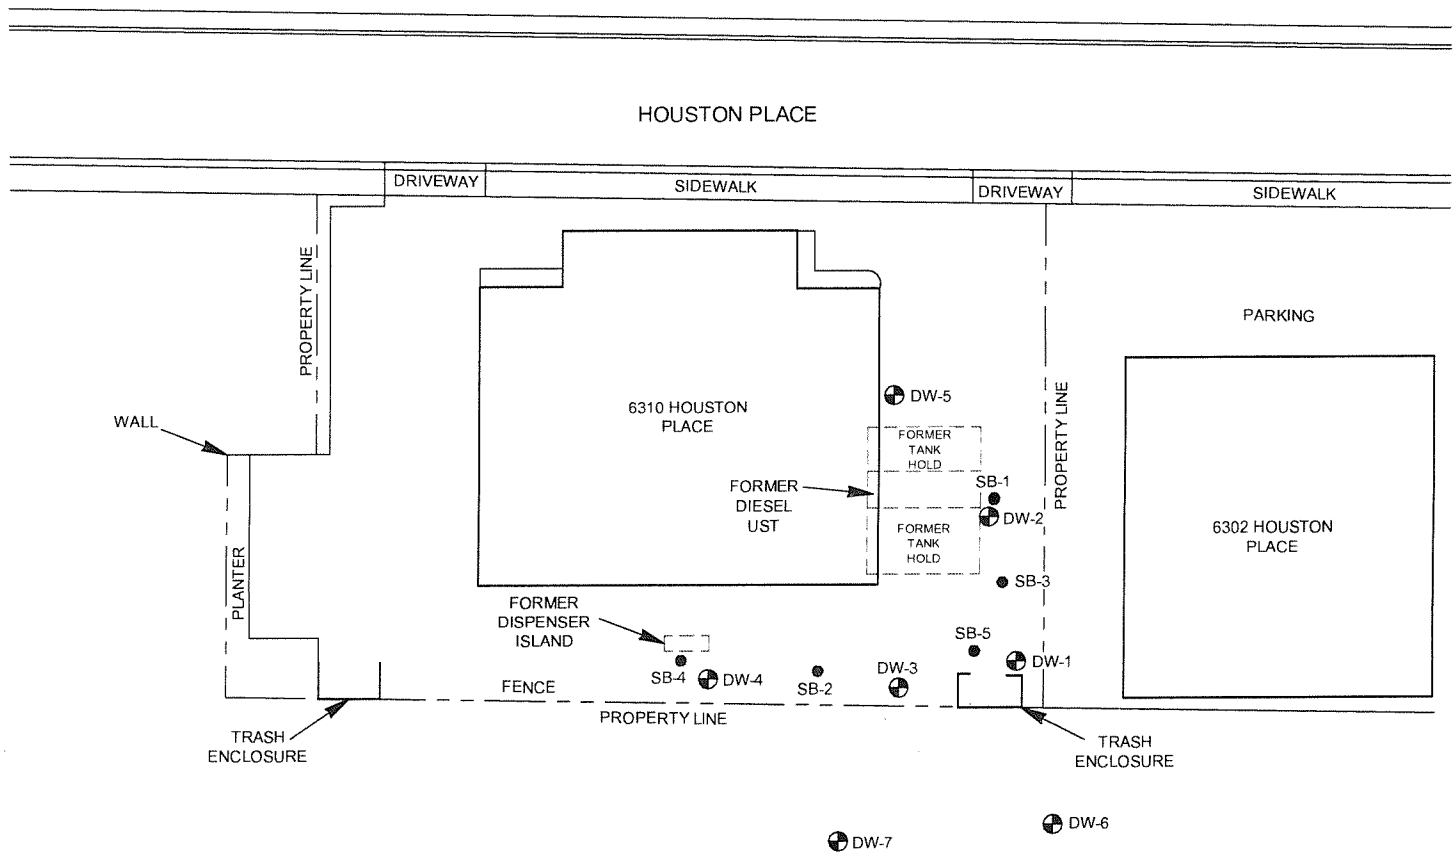 HOUSTON PLACE
DRIVEWAY
SIDEWALK
DRIVEWAY
SIDEWALK
PROPERTY LINE
PARKING
WALL
6310 HOUSTON
PLACE
DW-5
PROPERTY LINE
FORMER
TANK
HOLD
FORMER
DIESEL
UST
SB-1
DW-2
FORMER
TANK
HOLD
6302 HOUSTON
PLACE
PLANTER
SB-3
FORMER
DISPENSER
ISLAND
SB-5
DW-1
SB-4
DW-4
SB-2
DW-3
FENCE
PROPERTY LINE
TRASH
ENCLOSURE
TRASH
ENCLOSURE
DW-6
DW-7